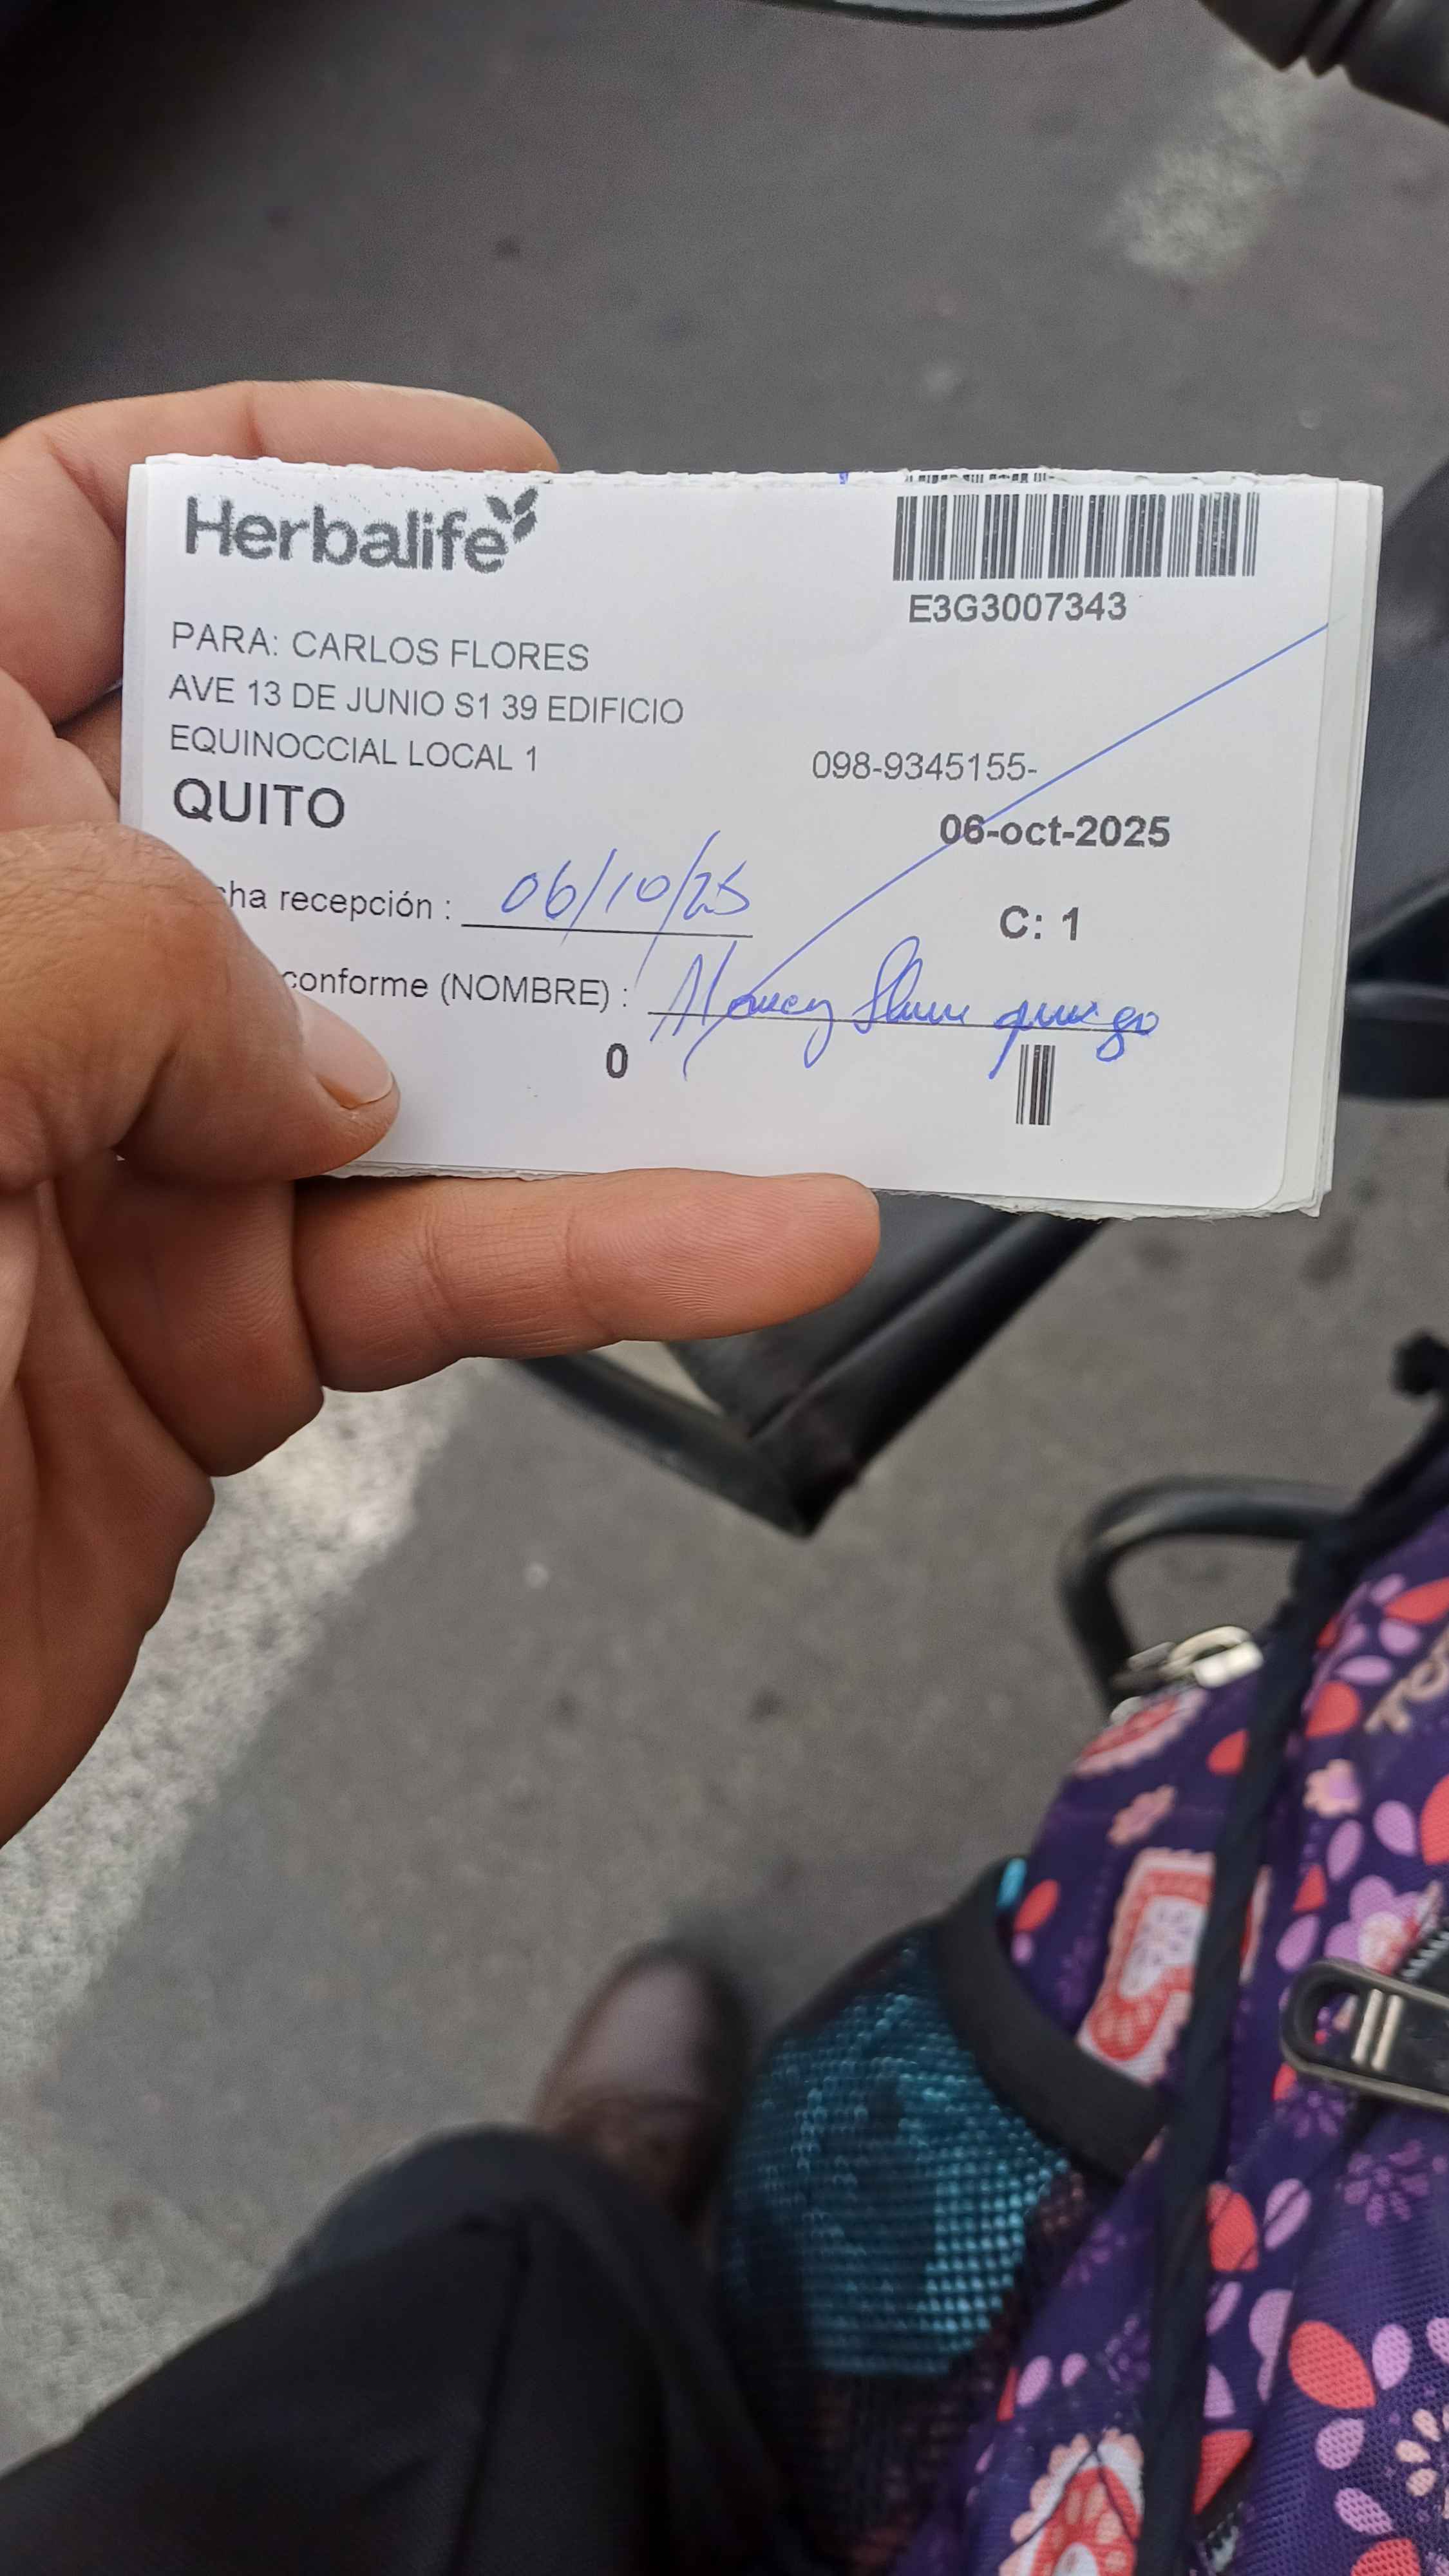 Herbalife
E3G3007343
PARA: CARLOS FLORES
AVE 13 DE JUNIO S1 39 EDIFICIO
EQUINOCCIAL LOCAL 1
098-9345155-
QUITO
06-oct-2025
cha recepción : 06/10/25
C: 1
conforme (NOMBRE) :
0